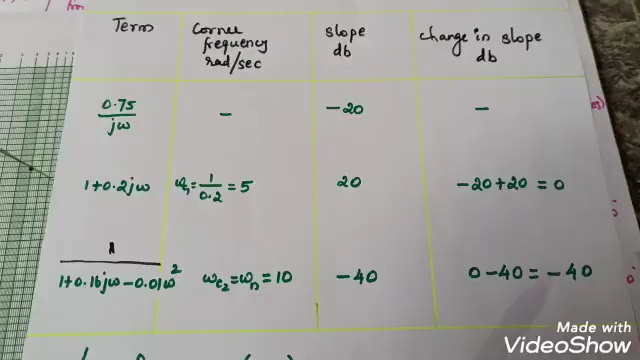 Term
Corner frequency rad/sec
slope db
change in slope db
0.75/jω
-
-20
-
1+0.2jω
ωc₁ = 1/0.2 = 5
20
-20+20 = 0
1/1+0.16jω-0.01ω²
ωc₂ = ωn = 10
-40
0-40 = -40
Made with
VideoShow